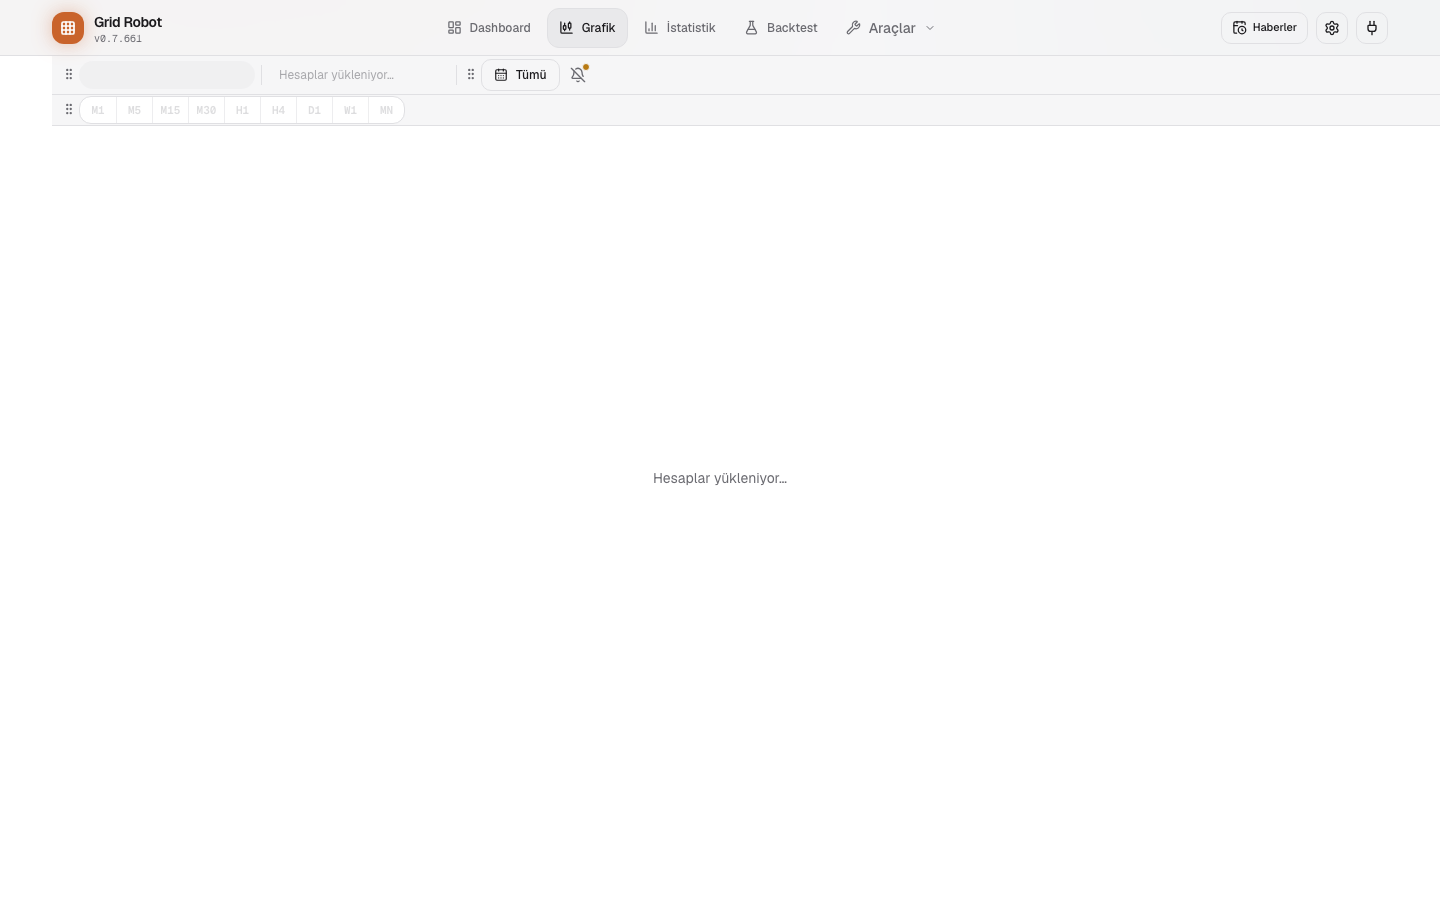 Grid Robot
v0.7.661
Dashboard
Grafik
İstatistik
Backtest
Araçlar
Haberler
Hesaplar yükleniyor…
Tümü
M1 M5 M15 M30 H1 H4 D1 W1 MN
Hesaplar yükleniyor…